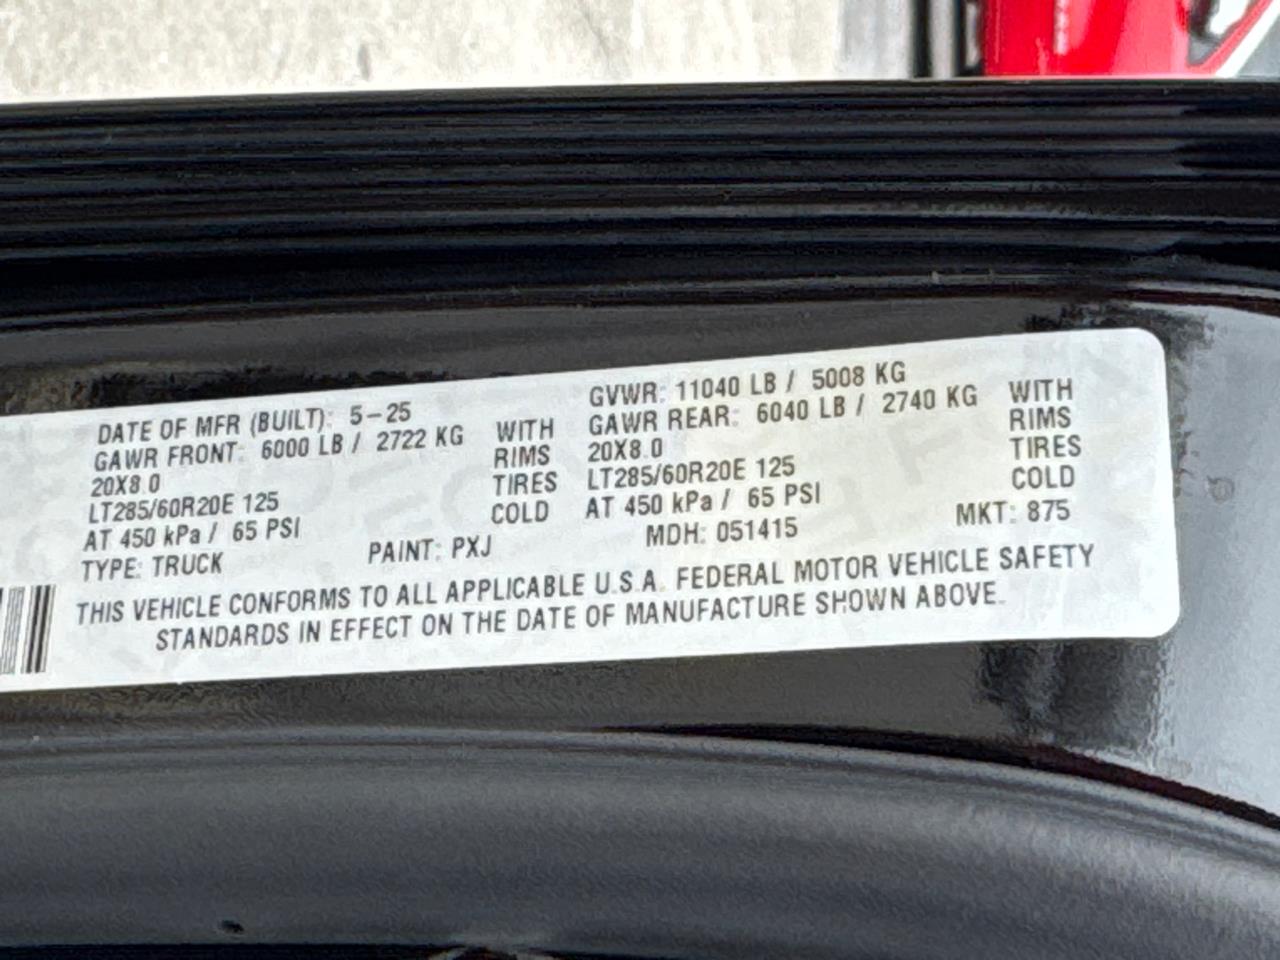 DATE OF MFR (BUILT): 5-25 GVWR: 11040 LB / 5008 KG
GAWR FRONT: 6000 LB / 2722 KG WITH GAWR REAR: 6040 LB / 2740 KG WITH
20X8.0 RIMS 20X8.0 RIMS
LT285/60R20E 125 TIRES LT285/60R20E 125 TIRES
AT 450 kPa / 65 PSI COLD AT 450 kPa / 65 PSI COLD
TYPE: TRUCK PAINT: PXJ MDH: 051415 MKT: 875
THIS VEHICLE CONFORMS TO ALL APPLICABLE U.S.A. FEDERAL MOTOR VEHICLE SAFETY
STANDARDS IN EFFECT ON THE DATE OF MANUFACTURE SHOWN ABOVE.